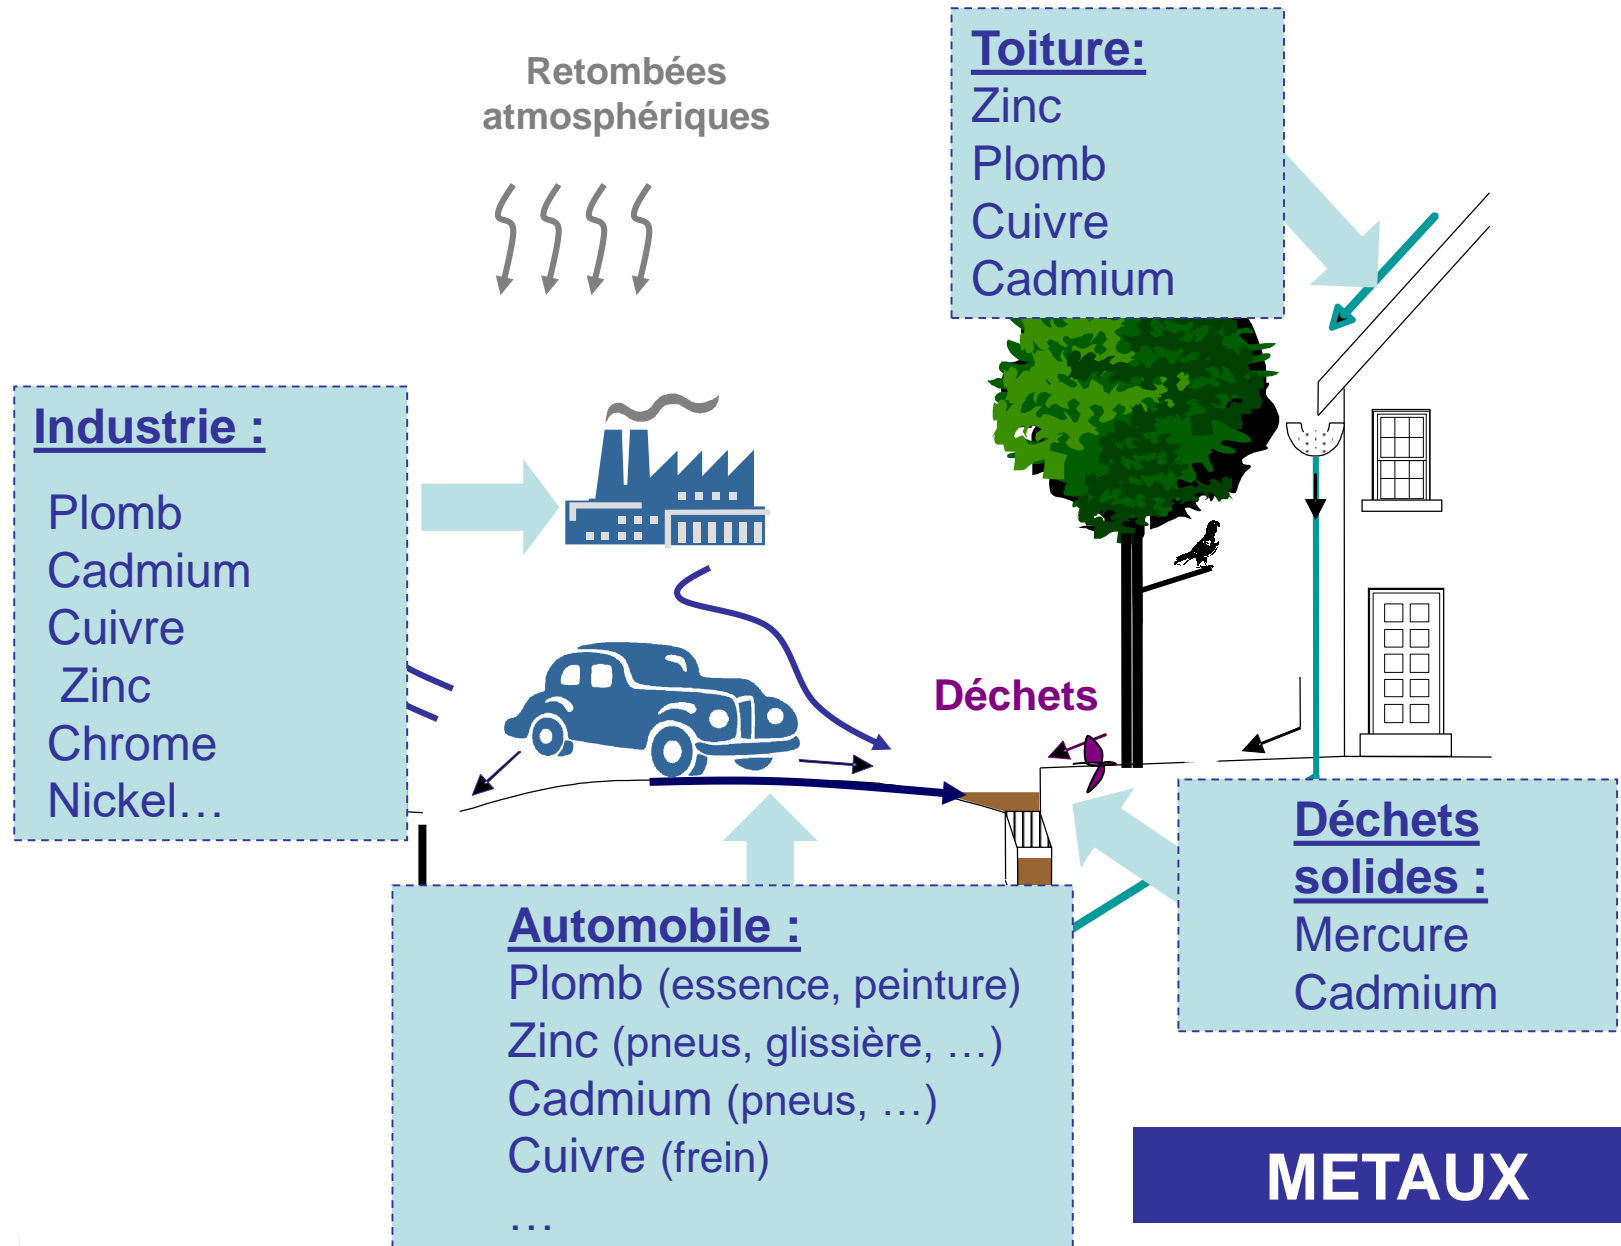 Retombées
atmosphériques
Toiture:
Zinc
Plomb
Cuivre
Cadmium
Industrie :
Plomb
Cadmium
Cuivre
Zinc
Chrome
Nickel…
Déchets
Déchets
solides :
Mercure
Cadmium
Automobile :
Plomb (essence, peinture)
Zinc (pneus, glissière, …)
Cadmium (pneus, …)
Cuivre (frein)
…
METAUX